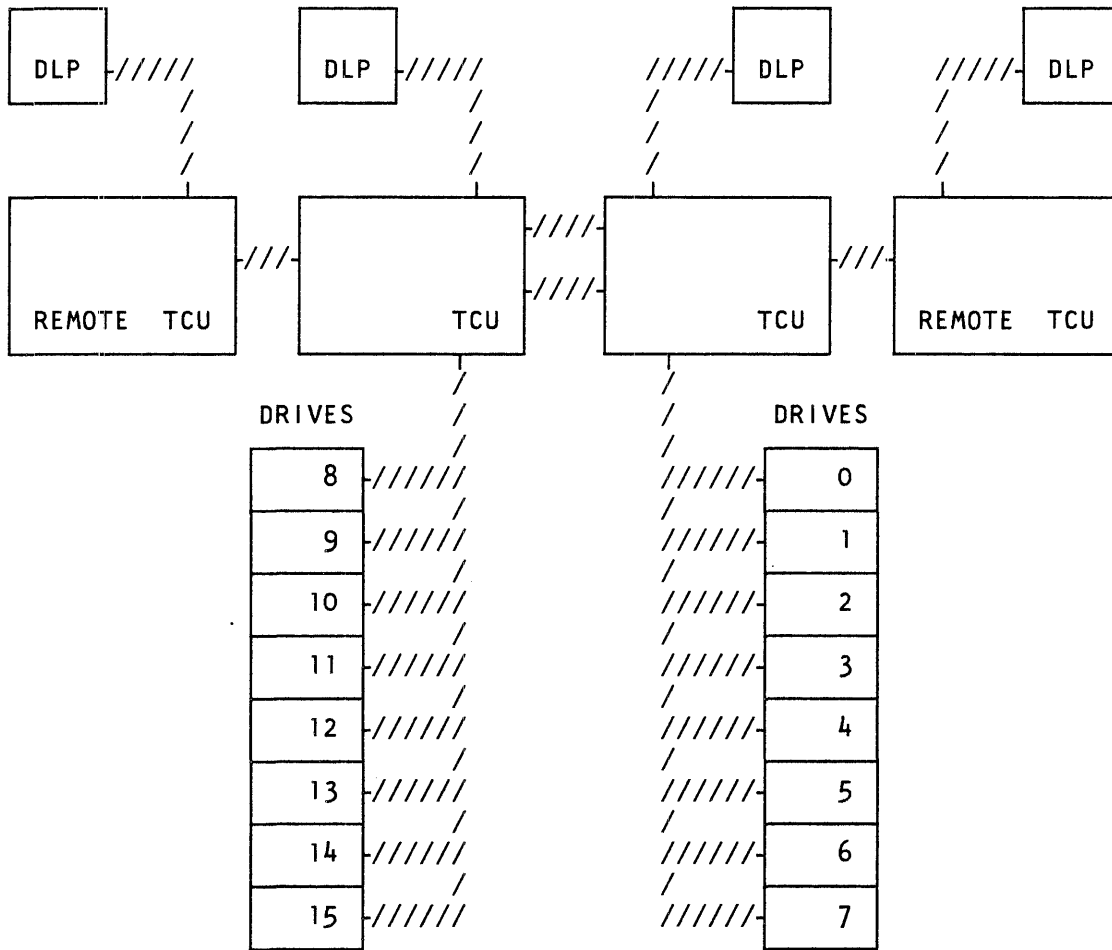 DLP DLP DLP DLP
REMOTE TCU TCU TCU REMOTE TCU
DRIVES DRIVES
8 0
9 1
10 2
11 3
12 4
13 5
14 6
15 7